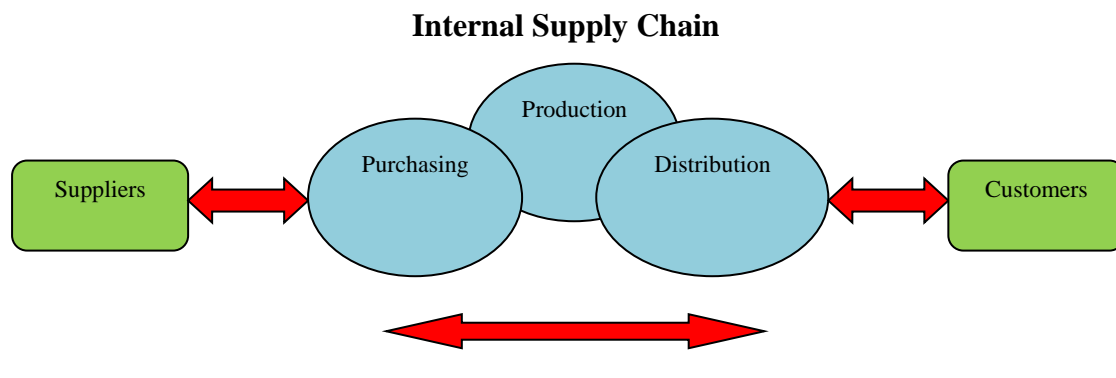 Internal Supply Chain
Production
Purchasing
Distribution
Suppliers
Customers